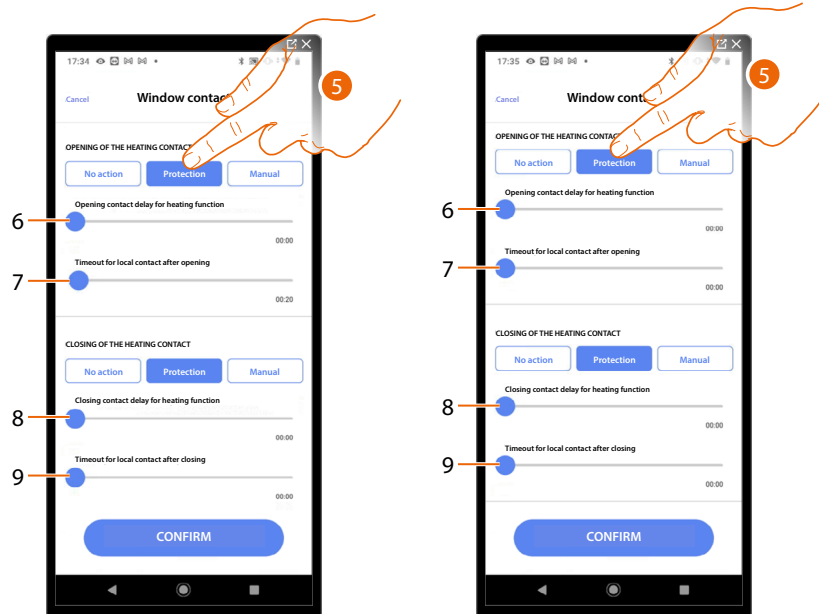 17:34
5
Cancel
Window contact
OPENING OF THE HEATING CONTACT
No action Protection Manual
Opening contact delay for heating function
6
00:00
Timeout for local contact after opening
7
00:20
CLOSING OF THE HEATING CONTACT
No action Protection Manual
Closing contact delay for heating function
8
00:00
Timeout for local contact after closing
9
00:00
CONFIRM
17:35
5
Cancel
Window
OPENING OF THE HEATING CONTACT
No action Protection Manual
Opening contact delay for heating function
6
00:00
Timeout for local contact after opening
7
00:00
CLOSING OF THE HEATING CONTACT
No action Protection Manual
Closing contact delay for heating function
8
00:00
Timeout for local contact after closing
9
00:00
CONFIRM